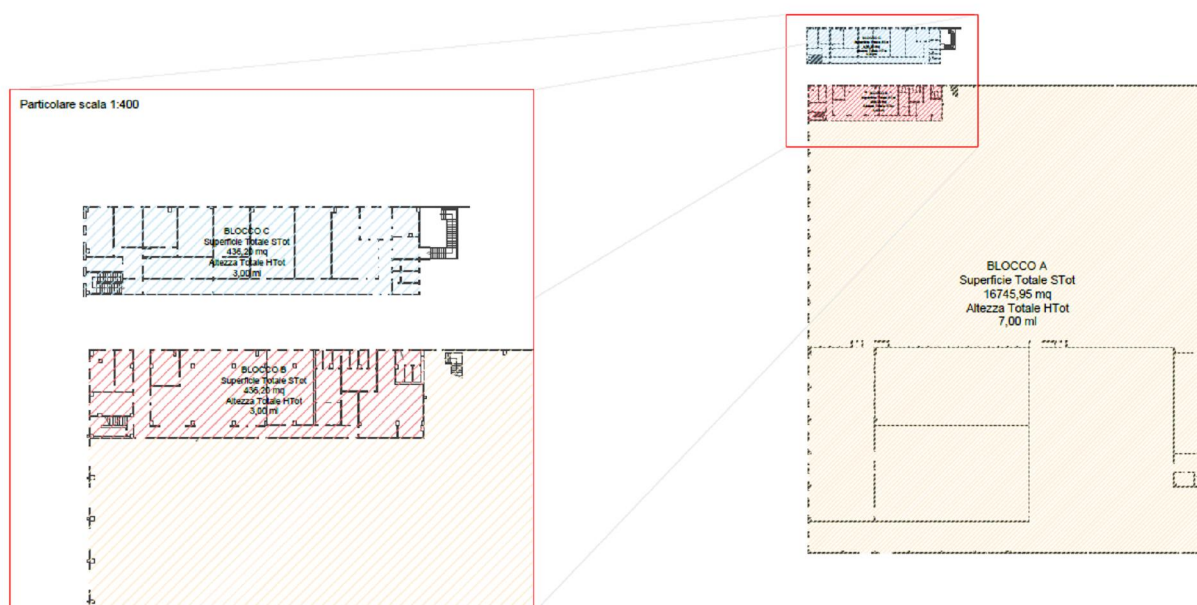 Particolare scala 1:400
BLOCCO C
Superficie Totale STot
436,20 mq
Altezza Totale HTot
3,00 ml
BLOCCO B
Superficie Totale STot
436,20 mq
Altezza Totale HTot
3,00 ml
BLOCCO A
Superficie Totale STot
16745,95 mq
Altezza Totale HTot
7,00 ml